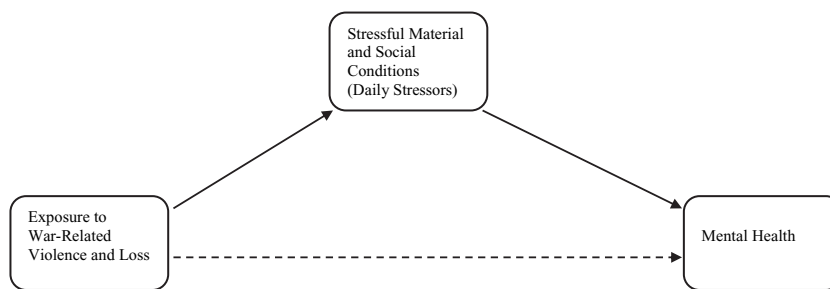 Stressful Material
and Social
Conditions
(Daily Stressors)
Exposure to
War-Related
Violence and Loss
Mental Health